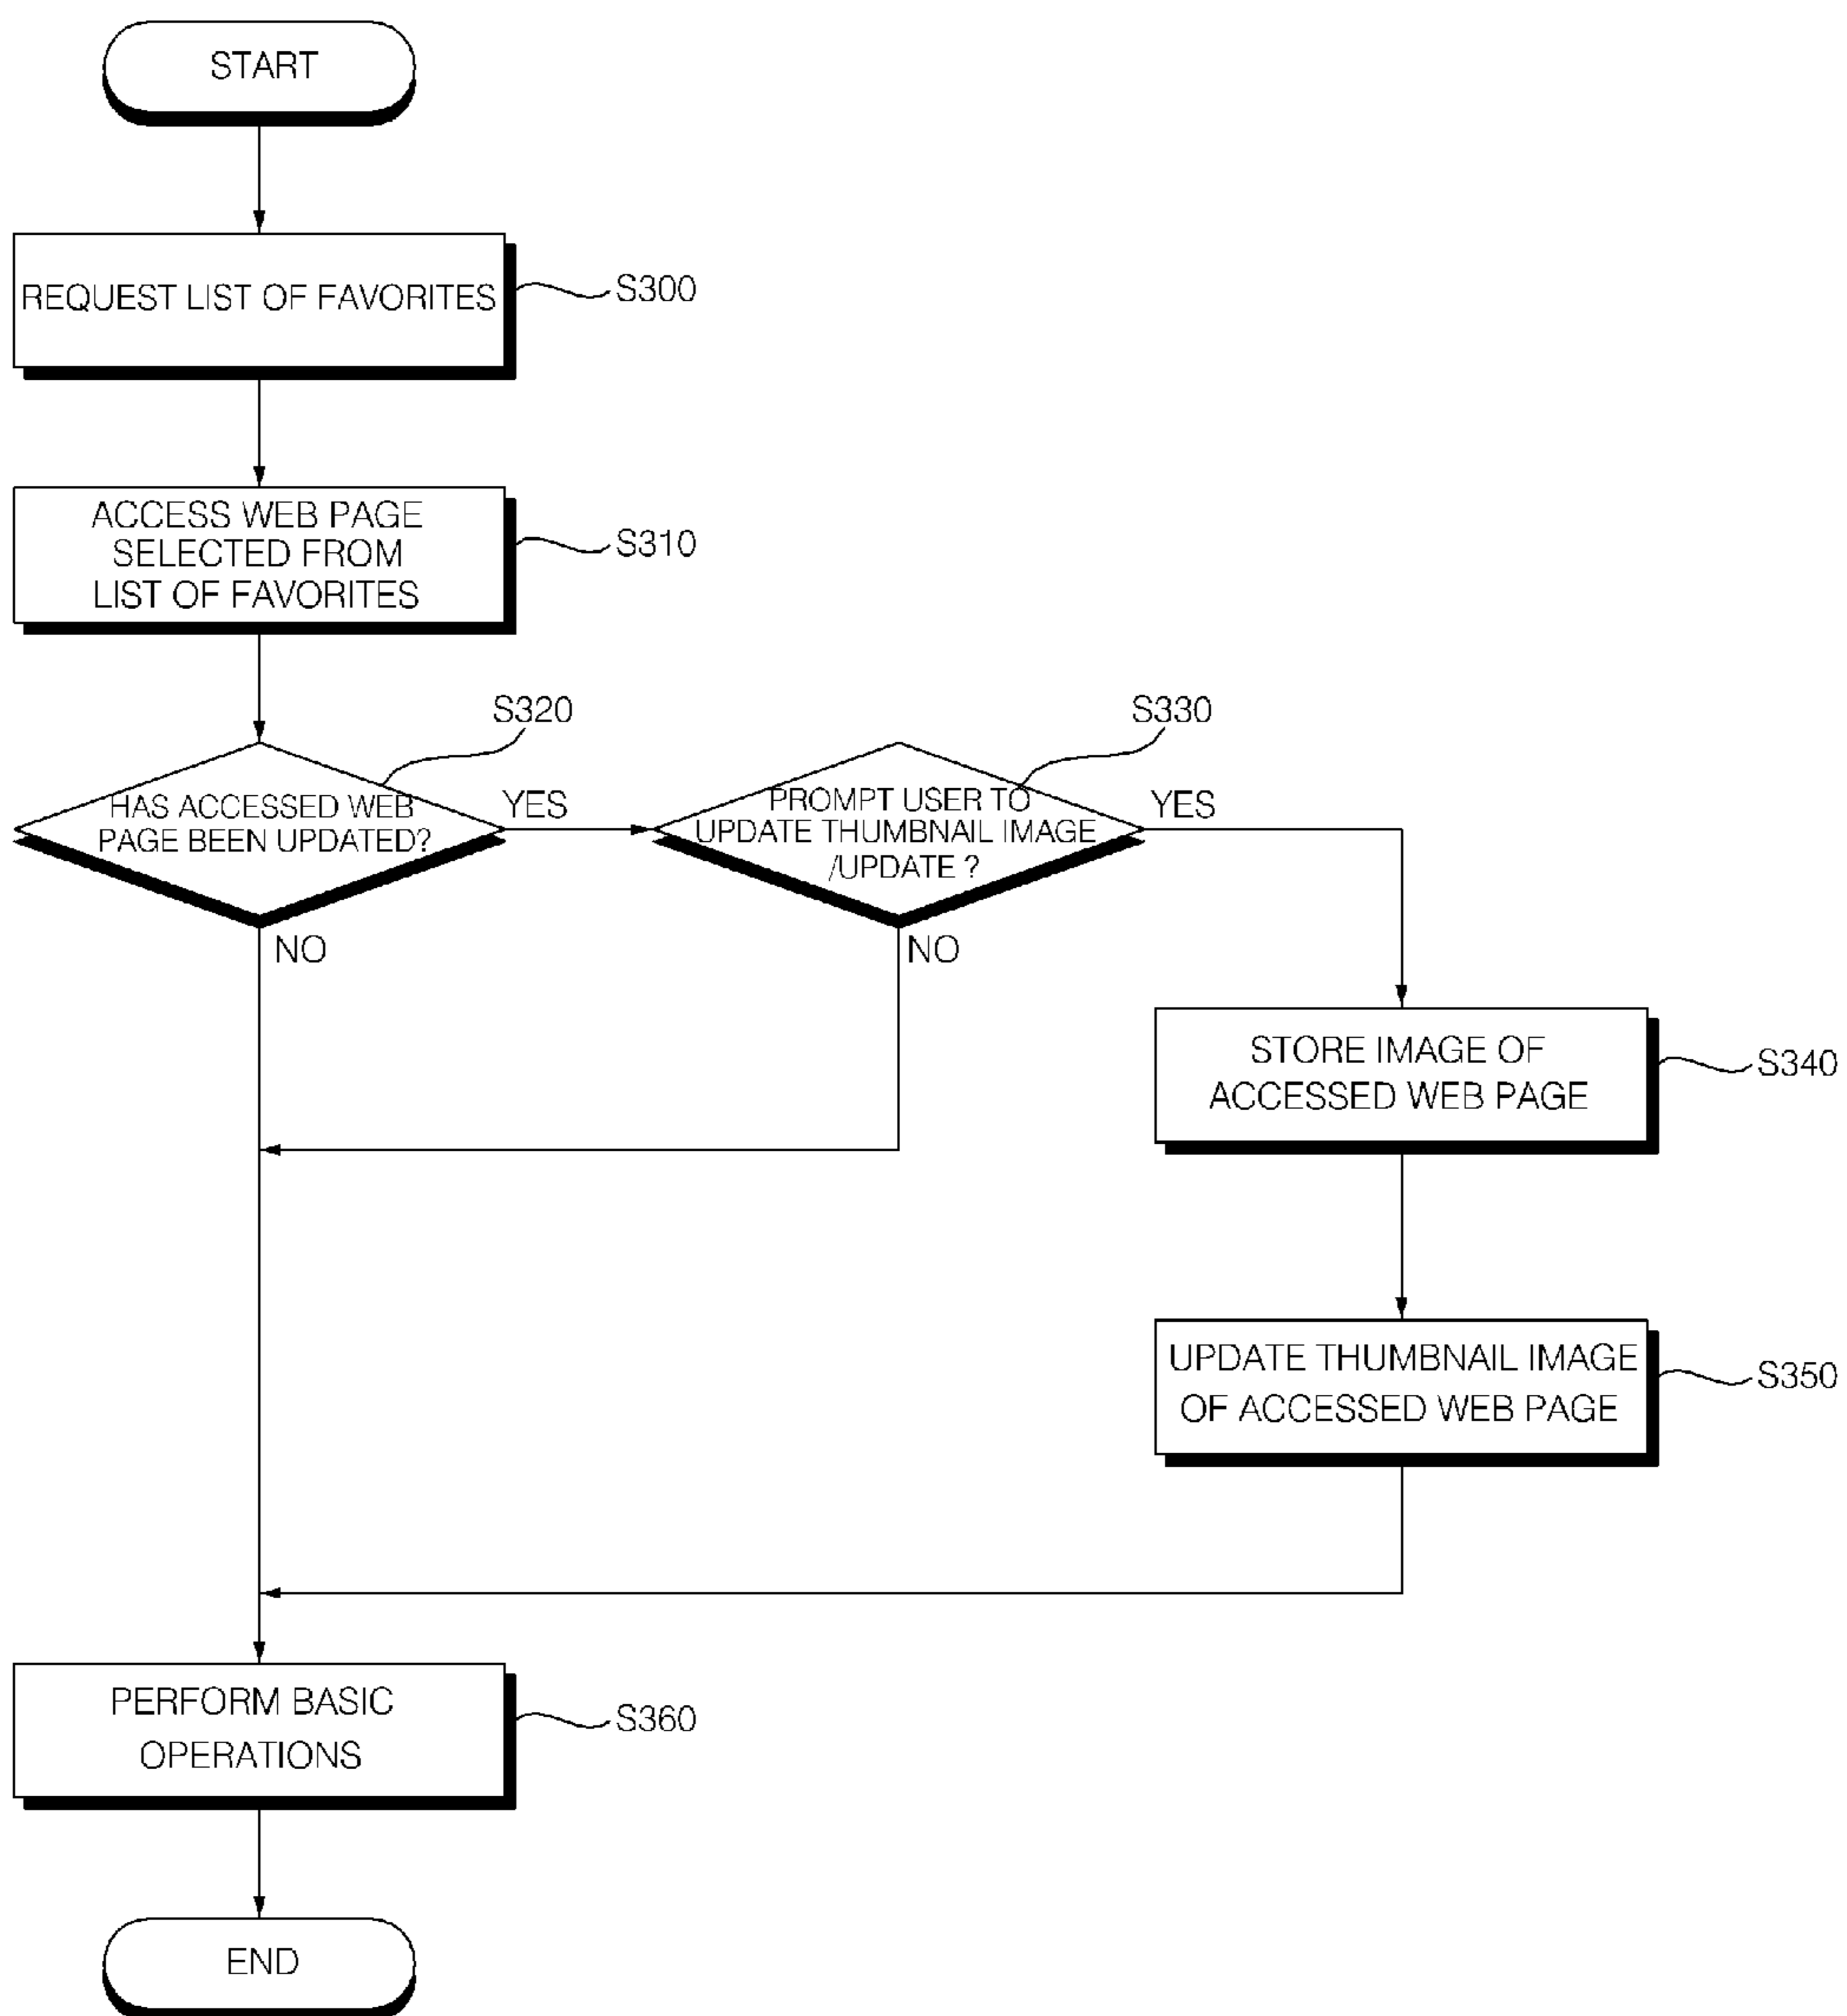 START
REQUEST LIST OF FAVORITES
S300
ACCESS WEB PAGE
SELECTED FROM
LIST OF FAVORITES
S310
S320
HAS ACCESSED WEB
PAGE BEEN UPDATED?
YES
NO
S330
PROMPT USER TO
UPDATE THUMBNAIL IMAGE
/UPDATE ?
YES
NO
STORE IMAGE OF
ACCESSED WEB PAGE
S340
UPDATE THUMBNAIL IMAGE
OF ACCESSED WEB PAGE
S350
PERFORM BASIC
OPERATIONS
S360
END